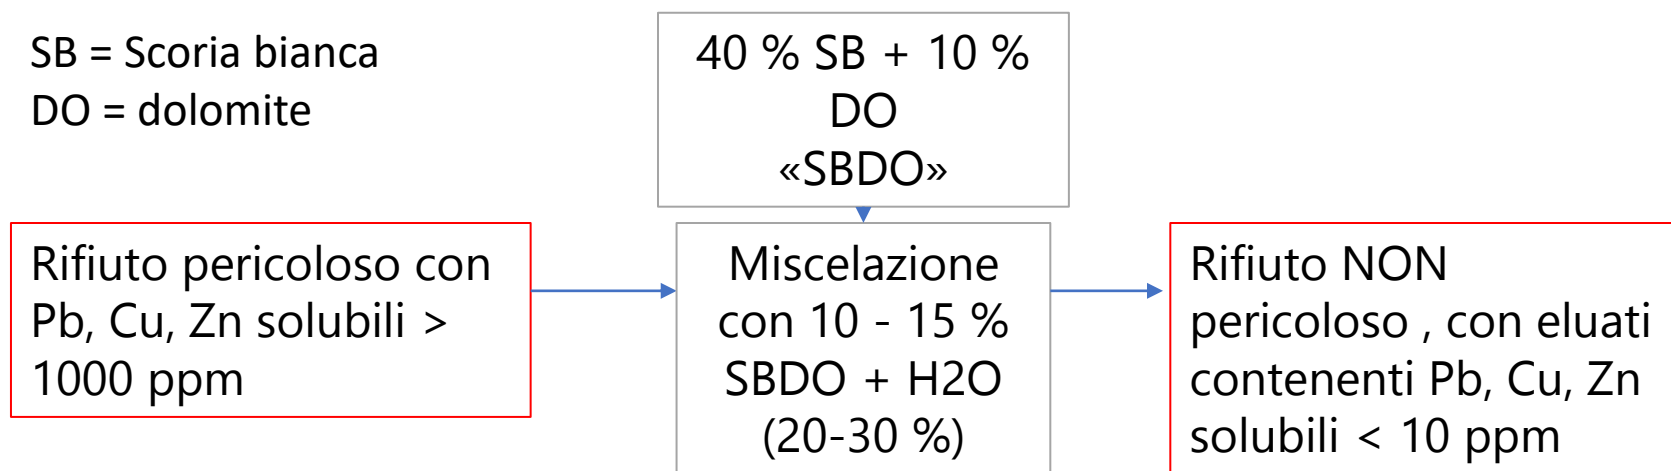 SB = Scoria bianca
DO = dolomite
40 % SB + 10 %
DO
«SBDO»
Rifiuto pericoloso con
Pb, Cu, Zn solubili >
1000 ppm
Miscelazione
con 10 - 15 %
SBDO + H2O
(20-30 %)
Rifiuto NON
pericoloso , con eluati
contenenti Pb, Cu, Zn
solubili < 10 ppm